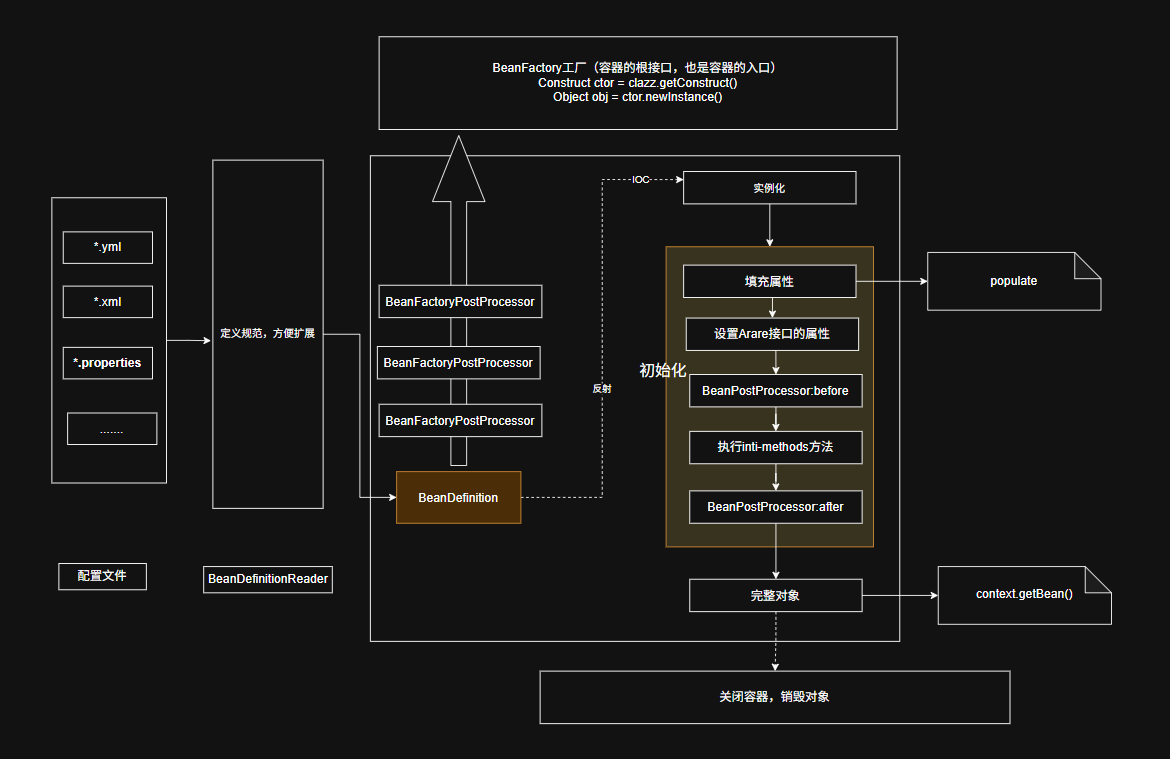 BeanFactory工厂（容器的根接口，也是容器的入口）
Construct ctor = clazz.getConstruct()
Object obj = ctor.newInstance()
*.yml
*.xml
*.properties
.......
配置文件
定义规范，方便扩展
BeanDefinitionReader
BeanFactoryPostProcessor
BeanFactoryPostProcessor
BeanFactoryPostProcessor
BeanDefinition
反射
IOC
实例化
初始化
填充属性
设置Arare接口的属性
BeanPostProcessor:before
执行inti-methods方法
BeanPostProcessor:after
完整对象
populate
context.getBean()
关闭容器，销毁对象